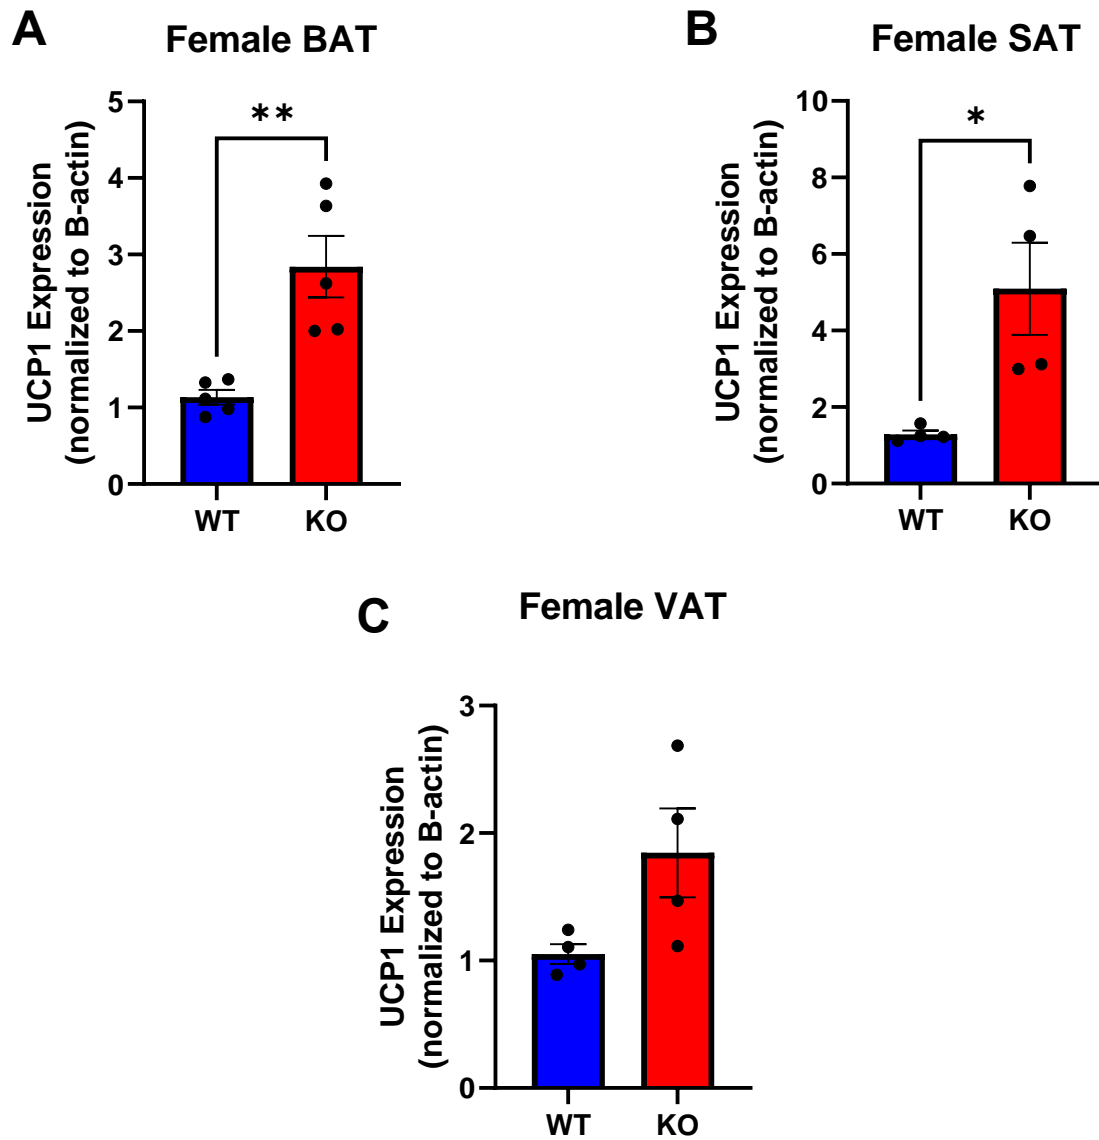 A
Female BAT
UCP1 Expression
(normalized to B-actin)
5
4
3
2
1
0
**
WT
KO
B
Female SAT
UCP1 Expression
(normalized to B-actin)
10
8
6
4
2
0
*
WT
KO
C
Female VAT
UCP1 Expression
(normalized to B-actin)
3
2
1
0
WT
KO